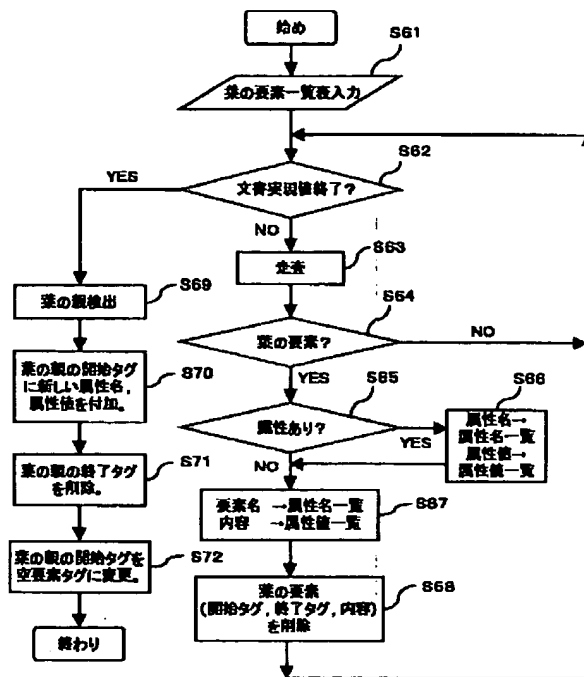 始め
S61
葉の要素一覧表入力
S62
文書実現値終了?
YES
NO
S63
走査
S64
葉の要素?
NO
YES
S65
属性あり?
YES
NO
S66
属性名→
属性名一覧
属性値→
属性値一覧
S67
要素名 →属性名一覧
内容 →属性値一覧
S68
葉の要素
(開始タグ,終了タグ,内容)
を削除
S69
葉の親検出
S70
葉の親の開始タグ
に新しい属性名,
属性値を付加。
S71
葉の親の終了タグ
を削除。
S72
葉の親の開始タグを
空要素タグに変更。
終わり